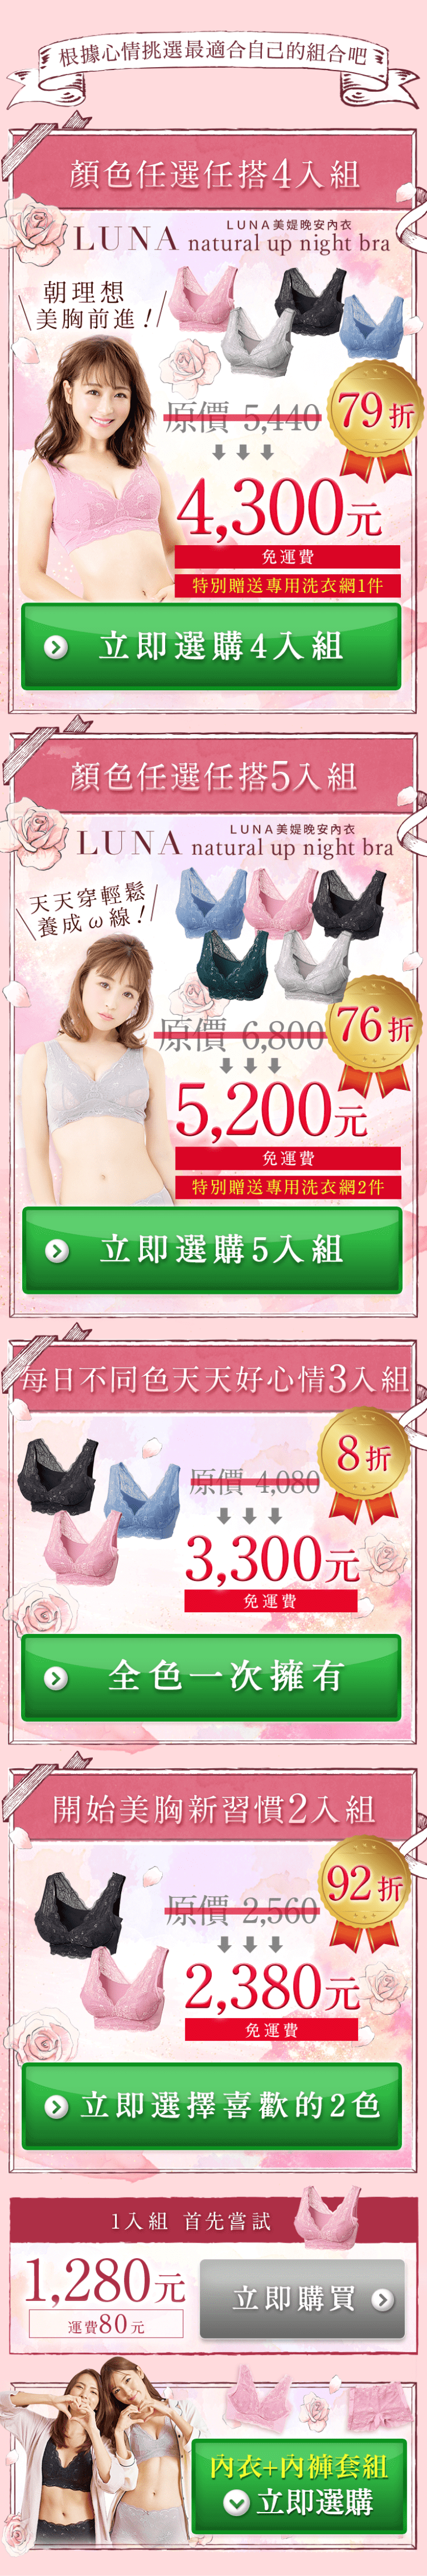 根據心情挑選最適合自己的組合吧
顏色任選任搭4入組
LUNA美媞晚安內衣
LUNA natural up night bra
朝理想
美胸前進！
原價 5,440
79折
4,300元
免運費
特別贈送專用洗衣網1件
立即選購4入組
顏色任選任搭5入組
LUNA美媞晚安內衣
LUNA natural up night bra
天天穿輕鬆
養成ω線！
原價 6,800
76折
5,200元
免運費
特別贈送專用洗衣網2件
立即選購5入組
每日不同色天天好心情3入組
8折
原價 4,080
3,300元
免運費
全色一次擁有
開始美胸新習慣2入組
92折
原價 2,560
2,380元
免運費
立即選擇喜歡的2色
1入組 首先嘗試
1,280元
運費80元
立即購買
內衣+內褲套組
立即選購